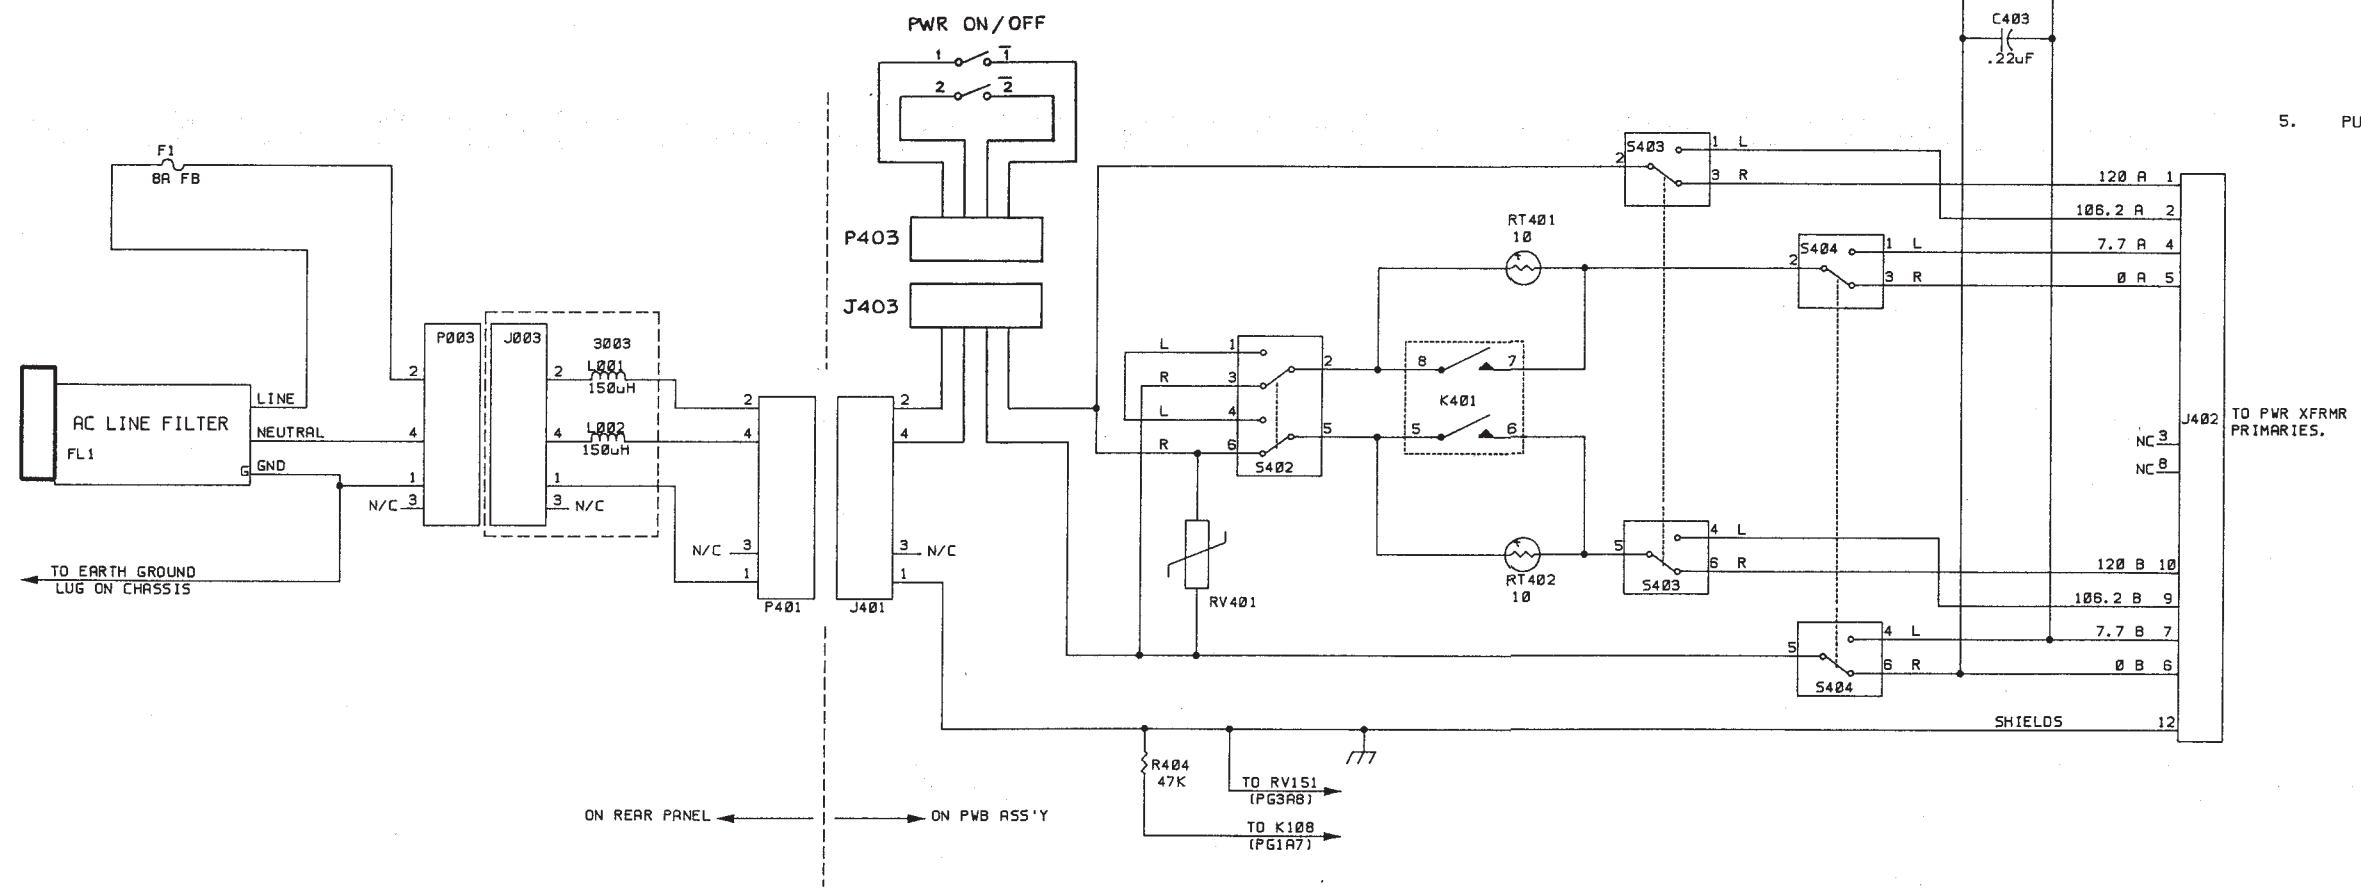 C403
.22uF
PWR ON/OFF
1 1
2 2
5. PU
F1
8A FB
S403
2
1 L
3 R
120 A 1
106.2 A 2
RT401
10
S404
2
1 L
3 R
7.7 A 4
0 A 5
P403
J403
P003
J003
3003
L001
150uH
2
2
L002
150uH
4
4
AC LINE FILTER
FL1
LINE
NEUTRAL
G GND
1
N/C 3
1
3 N/C
2
4
2
4
L 1
R 3
L 4
R 6
2
5
S402
8 7
K401
5 6
J402
TO PWR XFRMR
PRIMARIES.
NC 3
NC 8
N/C 3
1
3 N/C
1
P401
J401
TO EARTH GROUND
LUG ON CHASSIS
RV401
RT402
10
5
4 L
6 R
S403
120 B 10
106.2 B 9
5
4 L
6 R
S404
7.7 B 7
0 B 6
SHIELDS 12
R404
47K
TO RV151
(PG3A8)
TO K108
(PG1A7)
ON REAR PANEL
ON PWB ASS'Y